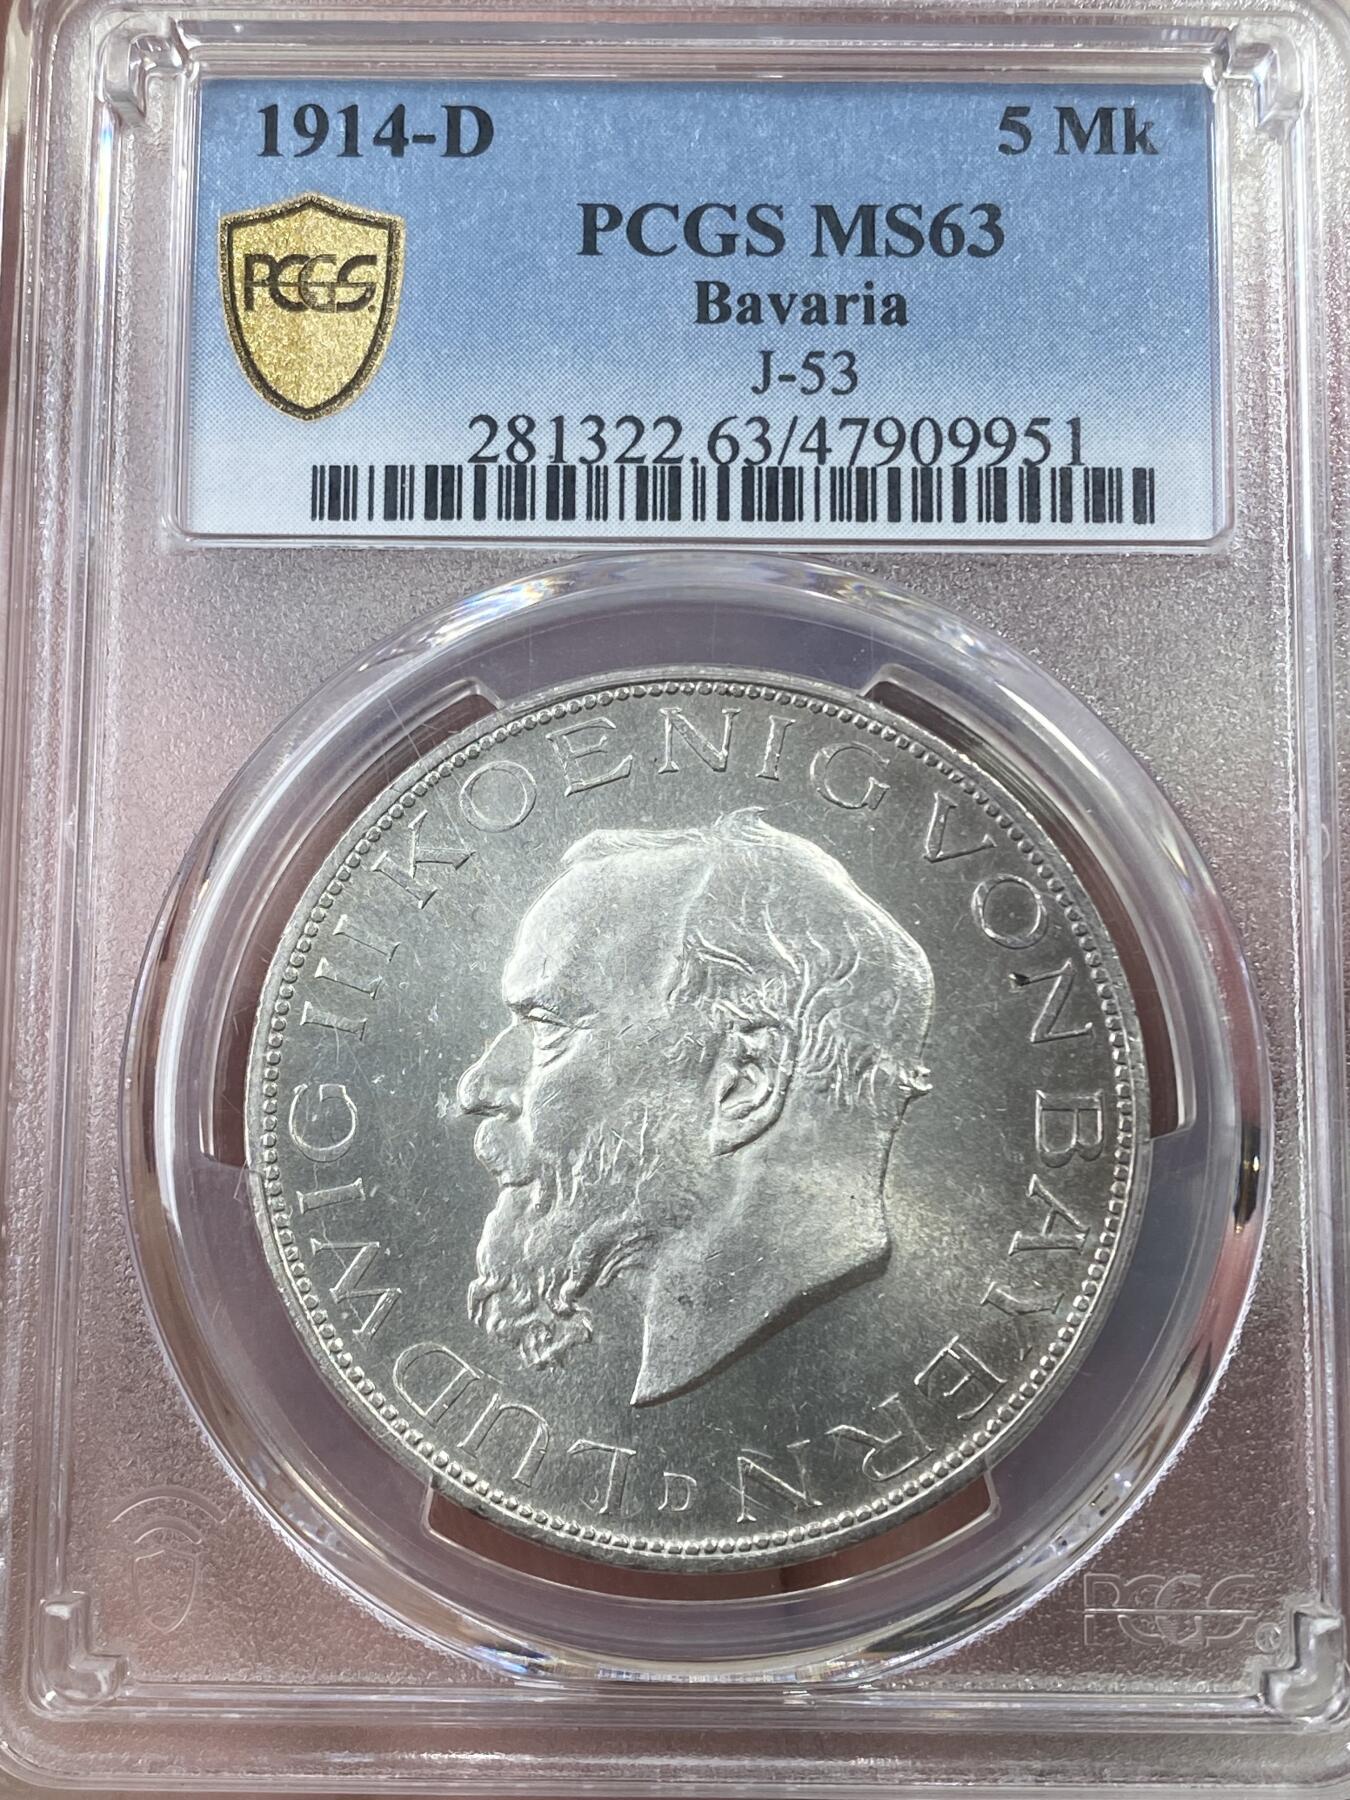 1914-D 5 Mk
PCGS MS63
PCGS
Bavaria
J-53
281322.63/47909951
LUDWIG III KOENIG VON BAYERN
D
PCGS